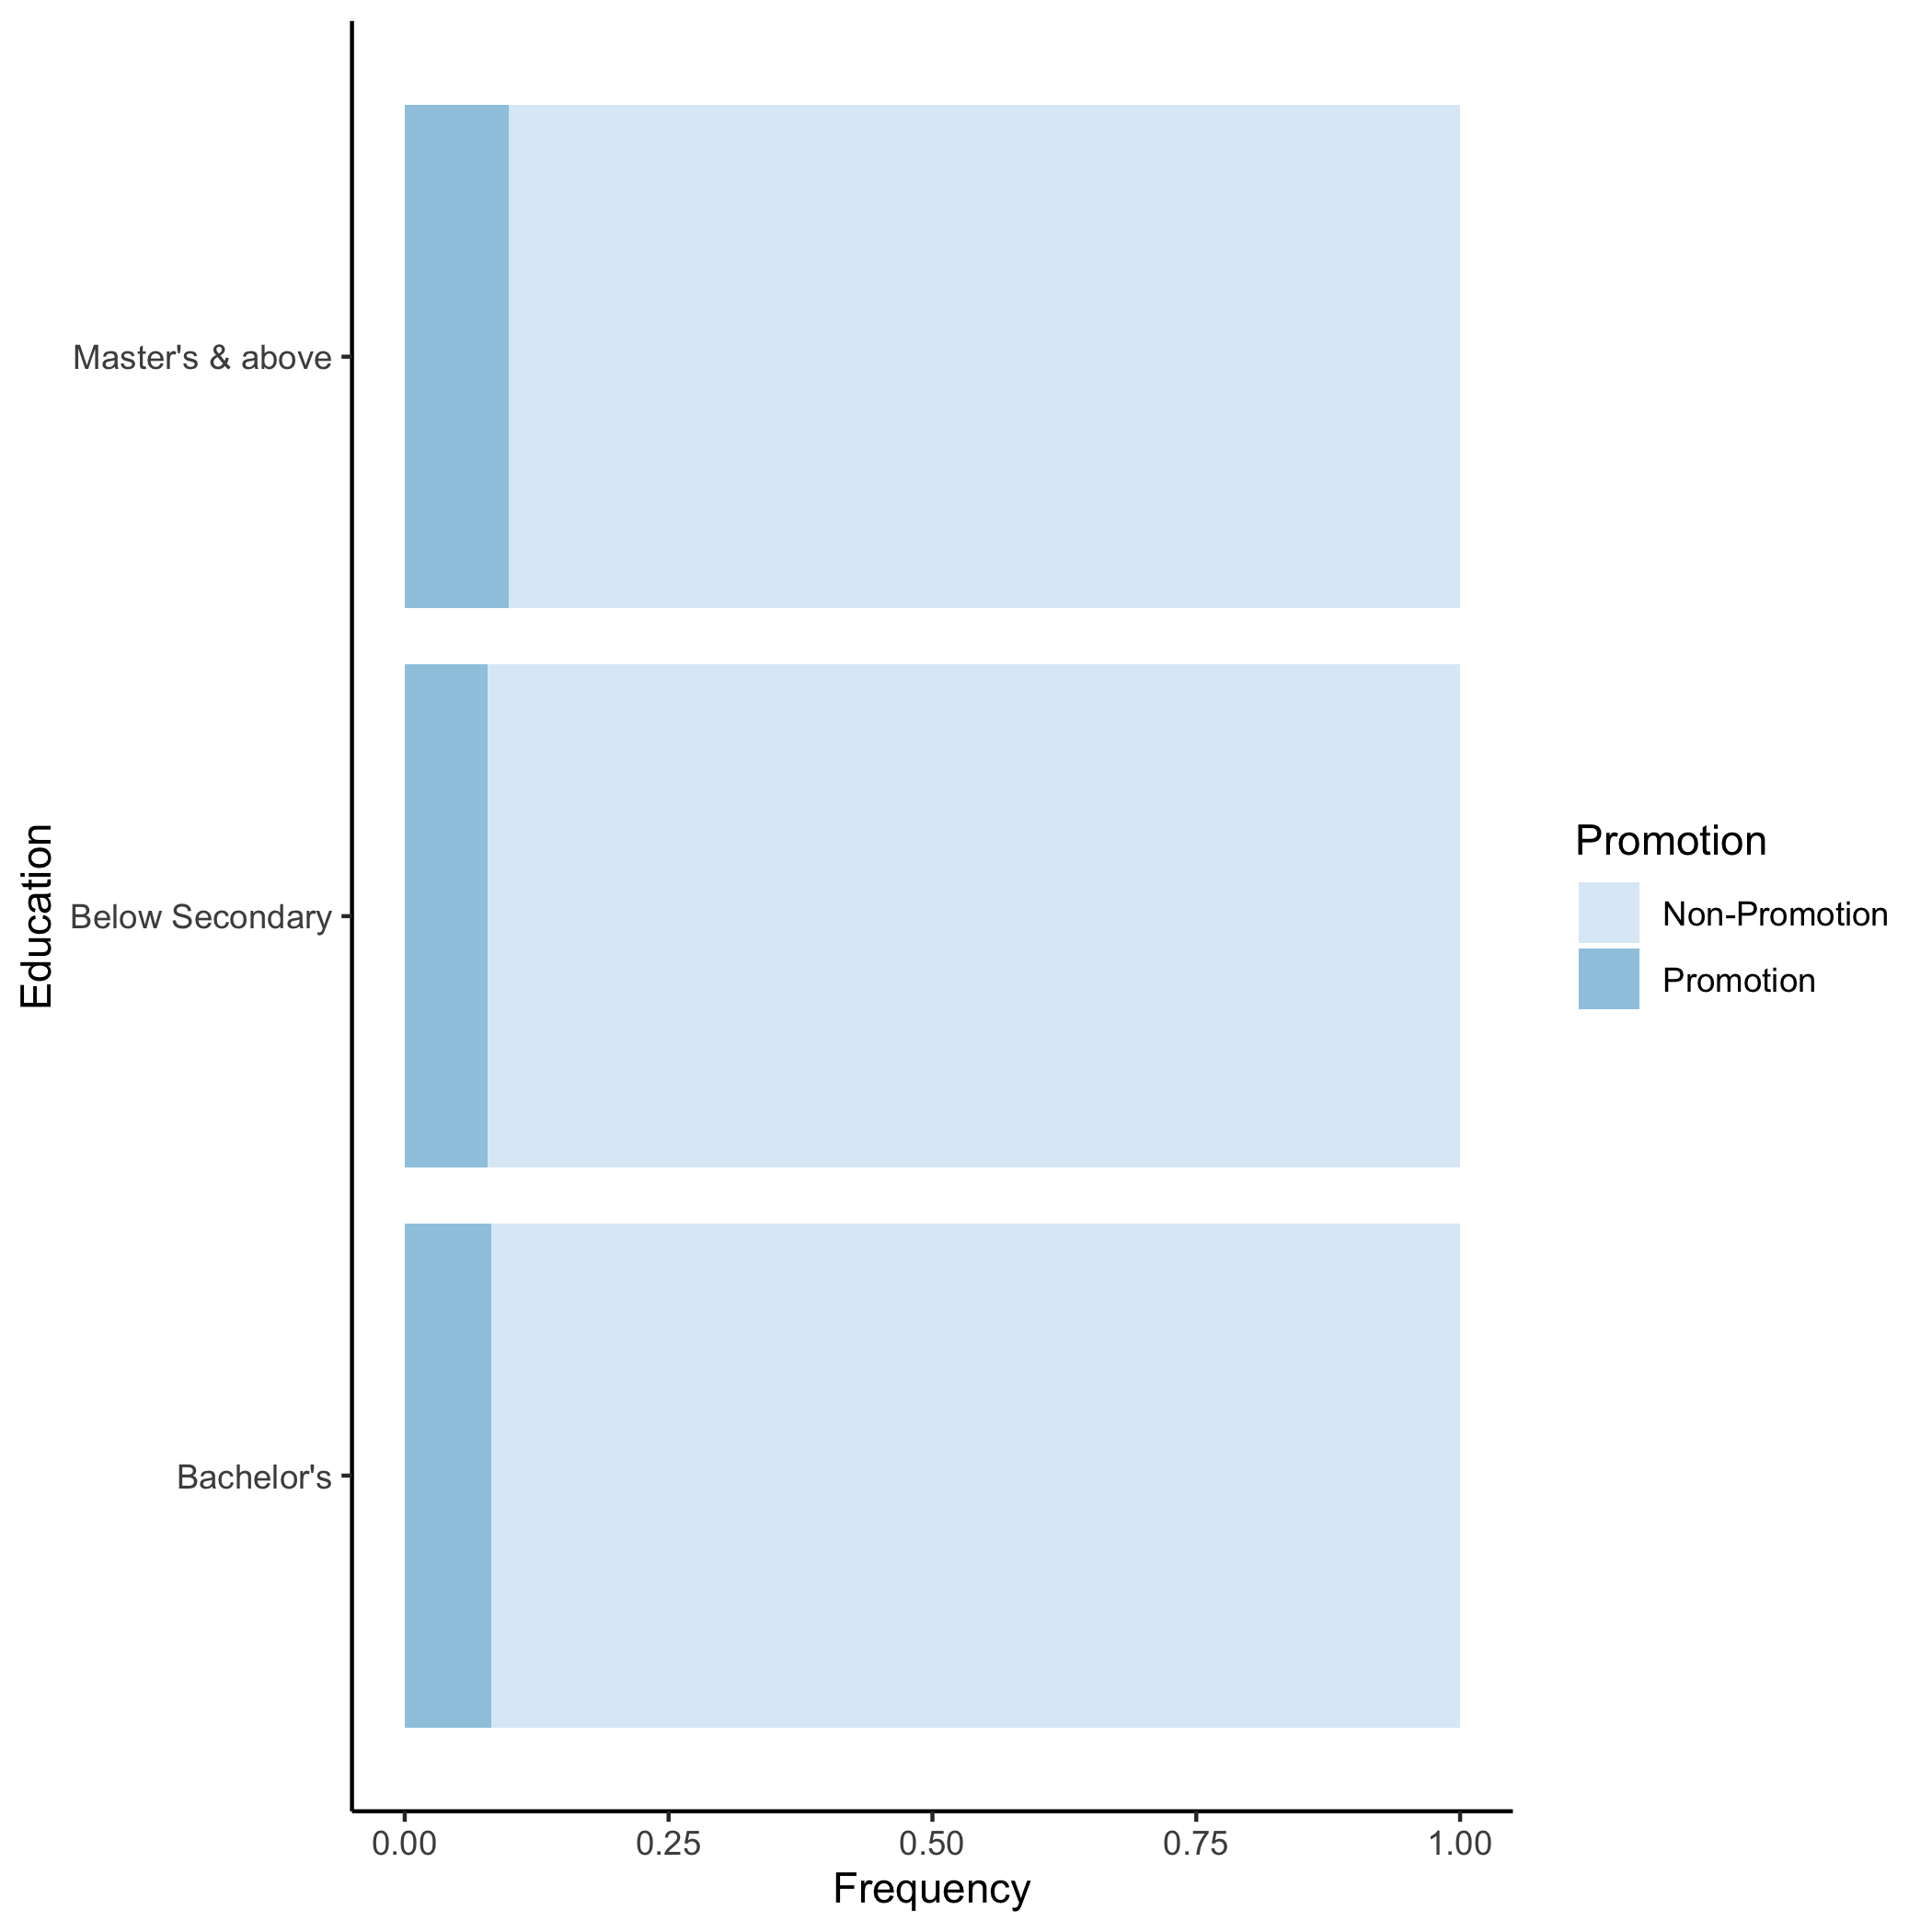 Master's & above
Below Secondary
Bachelor's
Education
0.00 0.25 0.50 0.75 1.00
Frequency
Promotion
Non-Promotion
Promotion